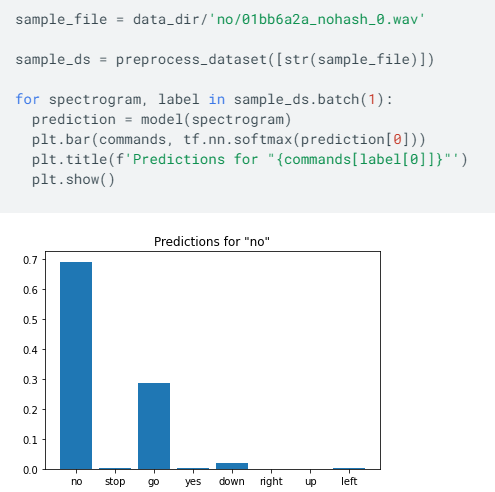 sample_file = data_dir/'no/01bb6a2a_nohash_0.wav'
sample_ds = preprocess_dataset([str(sample_file)])
for spectrogram, label in sample_ds.batch(1):
  prediction = model(spectrogram)
  plt.bar(commands, tf.nn.softmax(prediction[0]))
  plt.title(f'Predictions for "{commands[label[0]]}"')
  plt.show()
Predictions for "no"
0.7
0.6
0.5
0.4
0.3
0.2
0.1
0.0
no stop go yes down right up left